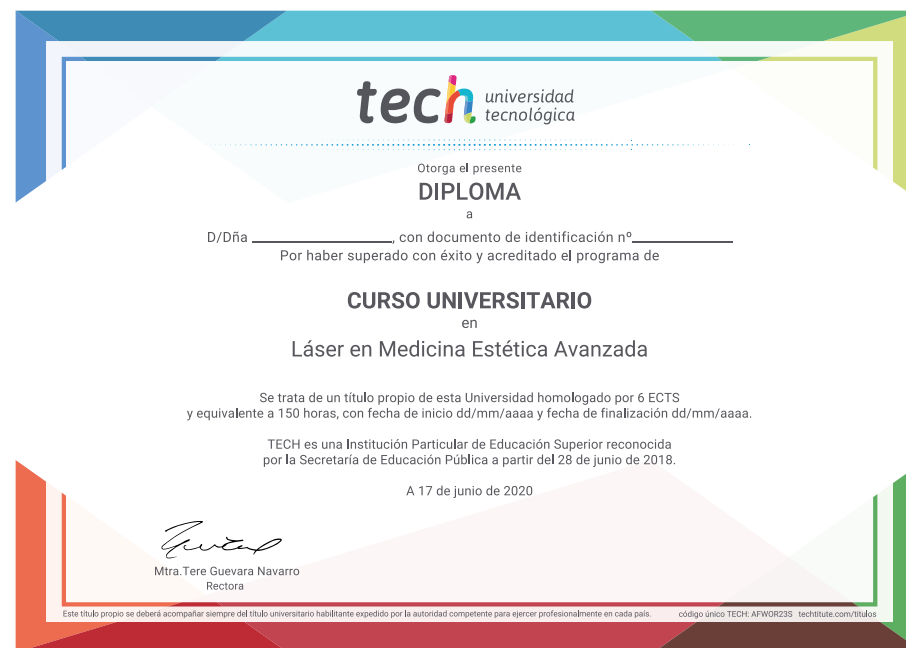 tech universidad
tecnológica
Otorga el presente
DIPLOMA
a
D/Dña ____________________, con documento de identificación nº______________
Por haber superado con éxito y acreditado el programa de
CURSO UNIVERSITARIO
en
Láser en Medicina Estética Avanzada
Se trata de un título propio de esta Universidad homologado por 6 ECTS
y equivalente a 150 horas, con fecha de inicio dd/mm/aaaa y fecha de finalización dd/mm/aaaa.
TECH es una Institución Particular de Educación Superior reconocida
por la Secretaría de Educación Pública a partir del 28 de junio de 2018.
A 17 de junio de 2020
Mtra.Tere Guevara Navarro
Rectora
Este título propio se deberá acompañar siempre del título universitario habilitante expedido por la autoridad competente para ejercer profesionalmente en cada país. código único TECH: AFWOR23S techtitute.com/titulos